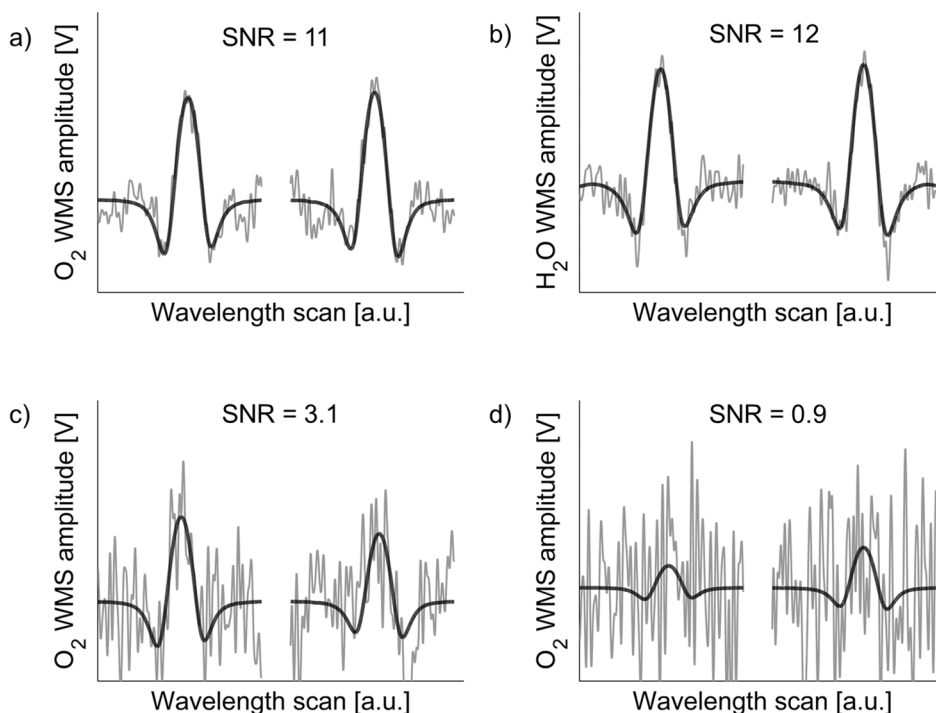 a)
SNR = 11
O₂ WMS amplitude [V]
Wavelength scan [a.u.]
b)
SNR = 12
H₂O WMS amplitude [V]
Wavelength scan [a.u.]
c)
SNR = 3.1
O₂ WMS amplitude [V]
Wavelength scan [a.u.]
d)
SNR = 0.9
O₂ WMS amplitude [V]
Wavelength scan [a.u.]